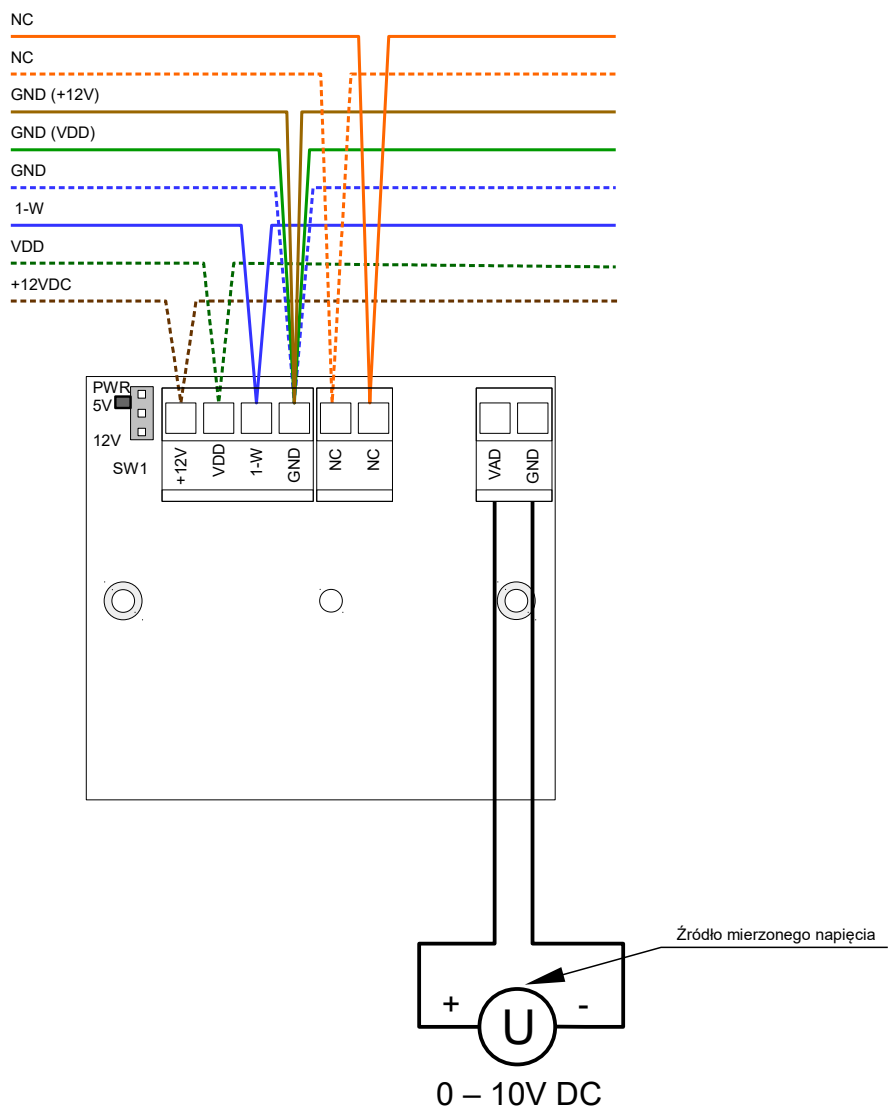 NC
NC
GND (+12V)
GND (VDD)
GND
1-W
VDD
+12VDC
PWR
5V
12V
SW1
+12V
VDD
1-W
GND
NC
NC
VAD
GND
Źródło mierzonego napięcia
+
U
-
0 – 10V DC